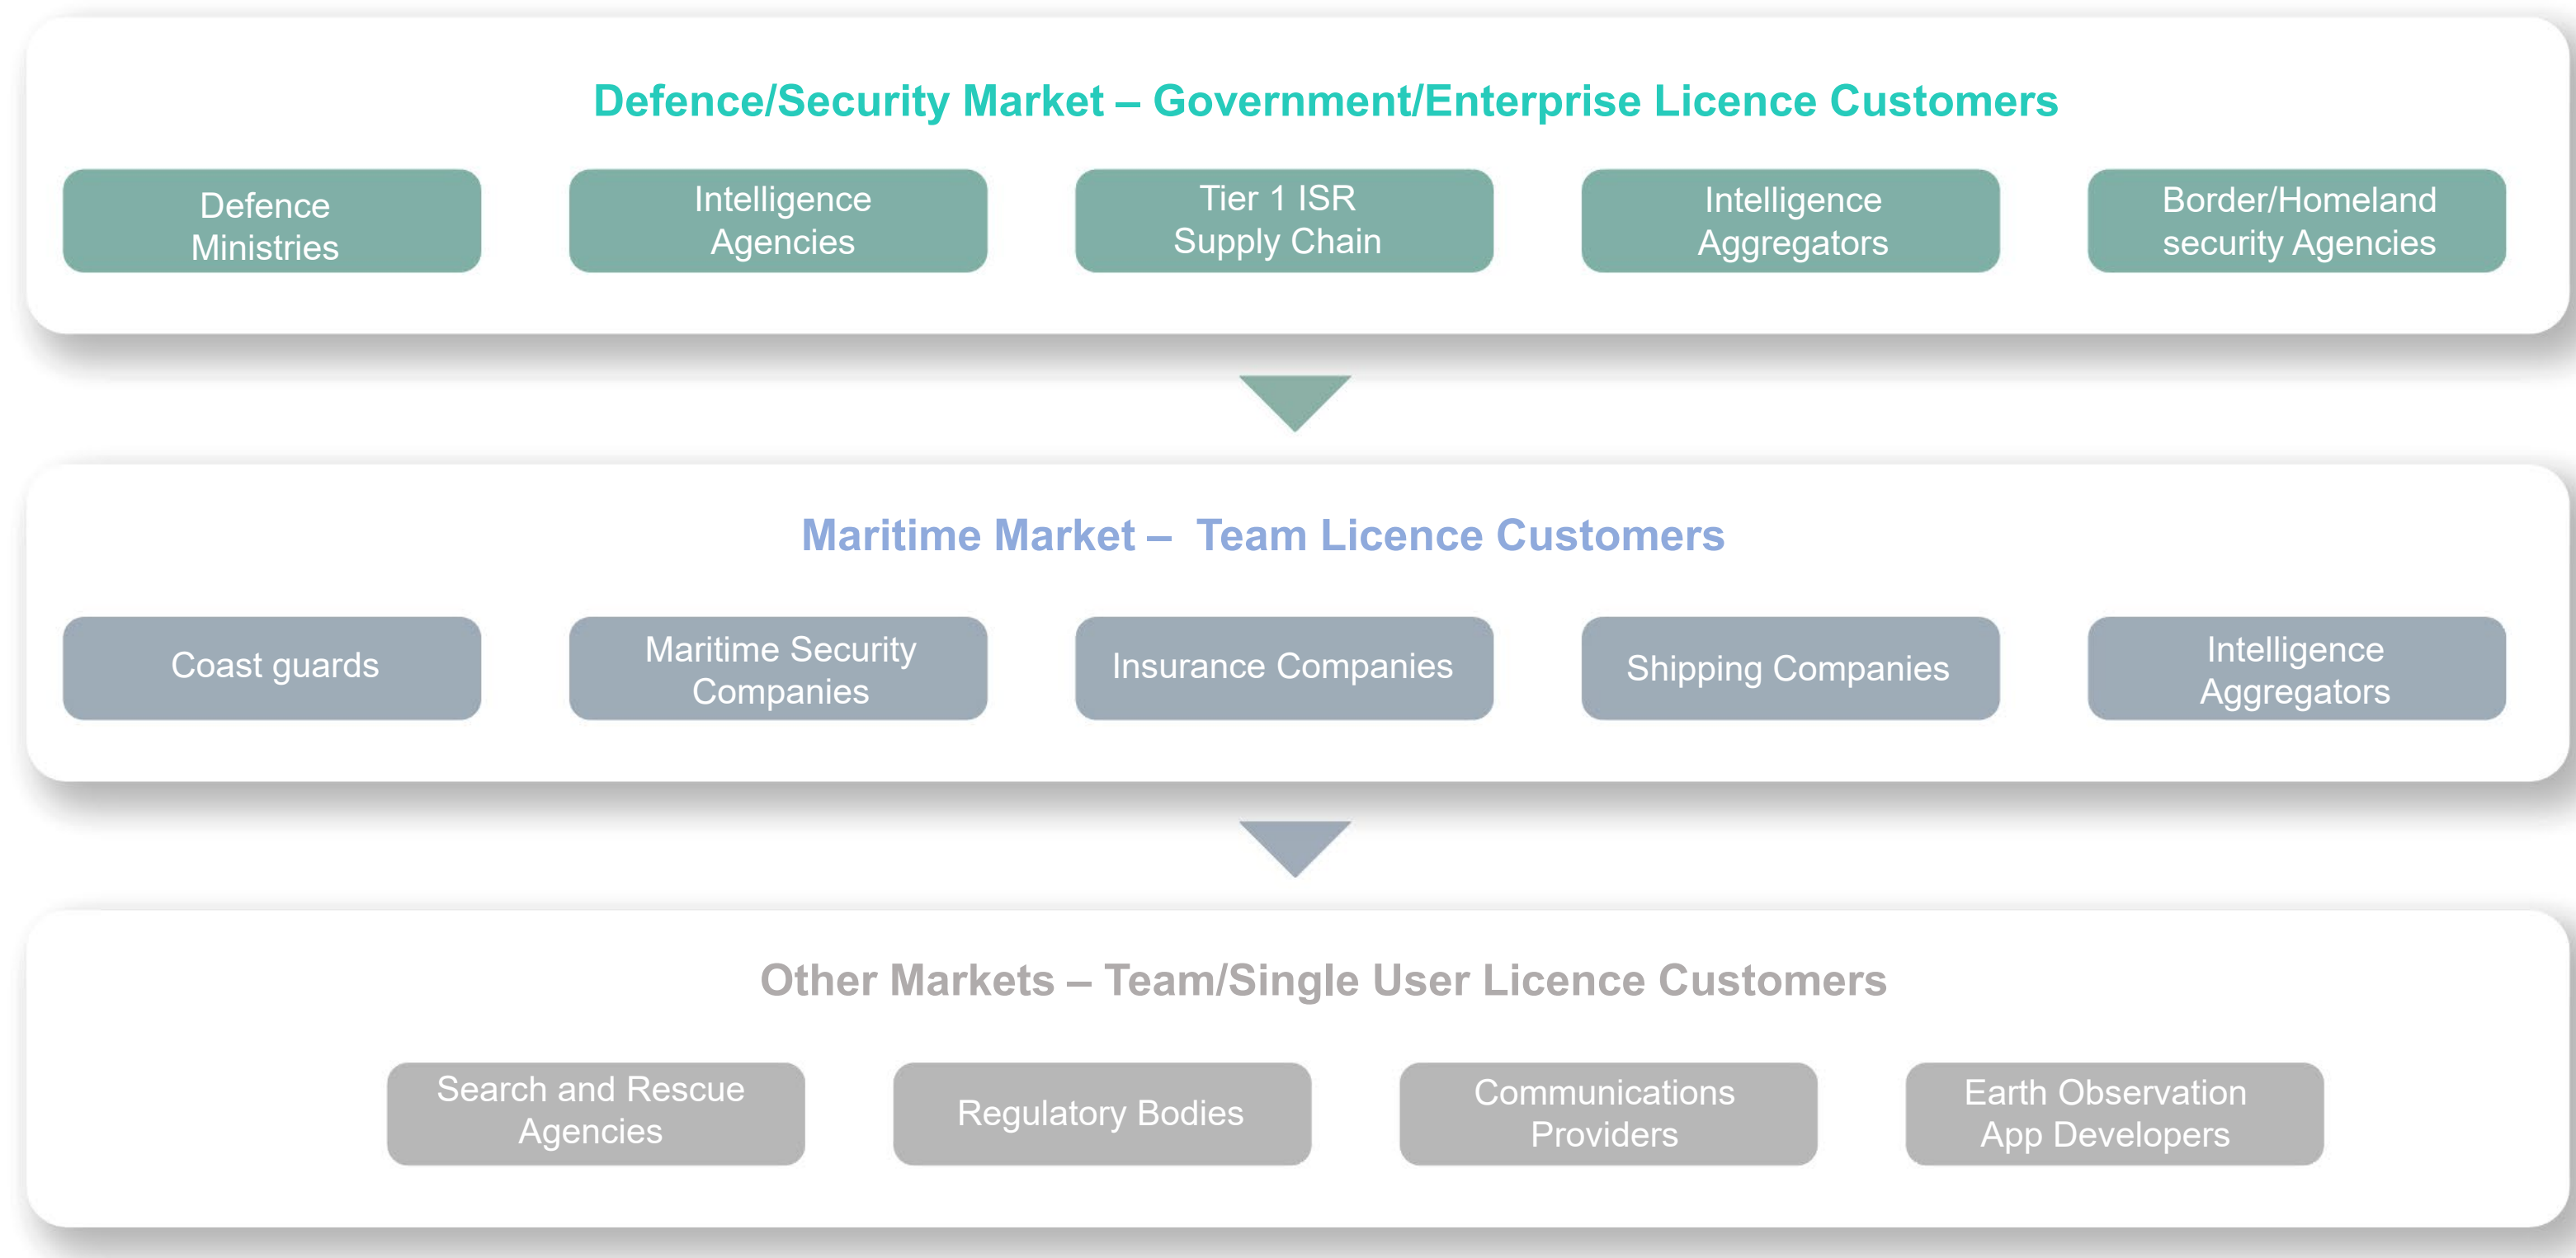 Defence/Security Market – Government/Enterprise Licence Customers
Defence
Ministries
Intelligence
Agencies
Tier 1 ISR
Supply Chain
Intelligence
Aggregators
Border/Homeland
security Agencies
Maritime Market –  Team Licence Customers
Coast guards
Maritime Security
Companies
Insurance Companies
Shipping Companies
Intelligence
Aggregators
Other Markets – Team/Single User Licence Customers
Search and Rescue
Agencies
Regulatory Bodies
Communications
Providers
Earth Observation
App Developers